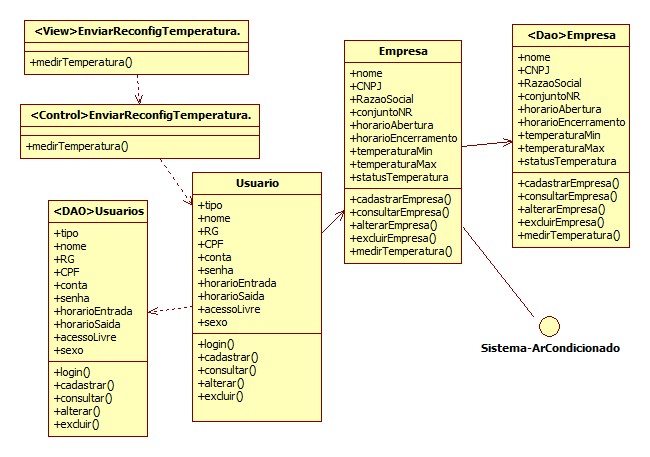 <View>EnviarReconfigTemperatura.
+medirTemperatura()
<Control>EnviarReconfigTemperatura.
+medirTemperatura()
<DAO>Usuarios
+tipo
+nome
+RG
+CPF
+conta
+senha
+horarioEntrada
+horarioSaida
+acessoLivre
+sexo
+login()
+cadastrar()
+consultar()
+alterar()
+excluir()
Usuario
+tipo
+nome
+RG
+CPF
+conta
+senha
+horarioEntrada
+horarioSaida
+acessoLivre
+sexo
+login()
+cadastrar()
+consultar()
+alterar()
+excluir()
Empresa
+nome
+CNPJ
+RazaoSocial
+conjuntoNR
+horarioAbertura
+horarioEncerramento
+temperaturaMin
+temperaturaMax
+statusTemperatura
+cadastrarEmpresa()
+consultarEmpresa()
+alterarEmpresa()
+excluirEmpresa()
+medirTemperatura()
<Dao>Empresa
+nome
+CNPJ
+RazaoSocial
+conjuntoNR
+horarioAbertura
+horarioEncerramento
+temperaturaMin
+temperaturaMax
+statusTemperatura
+cadastrarEmpresa()
+consultarEmpresa()
+alterarEmpresa()
+excluirEmpresa()
+medirTemperatura()
Sistema-ArCondicionado